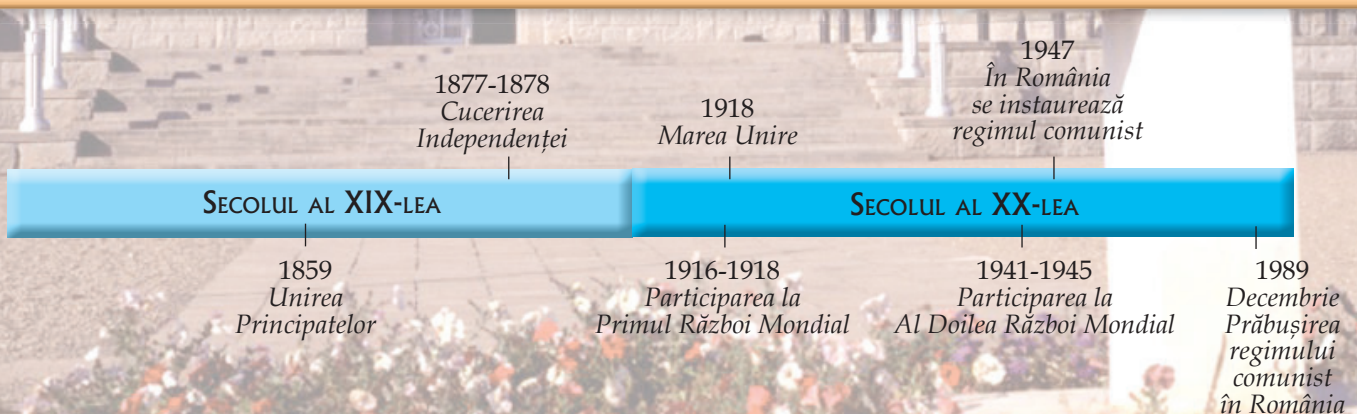 1877-1878
Cucerirea
Independenței
1918
Marea Unire
1947
În România
se instaurează
regimul comunist
SECOLUL AL XIX-LEA
SECOLUL AL XX-LEA
1859
Unirea
Principatelor
1916-1918
Participarea la
Primul Război Mondial
1941-1945
Participarea la
Al Doilea Război Mondial
1989
Decembrie
Prăbușirea
regimului
comunist
în România